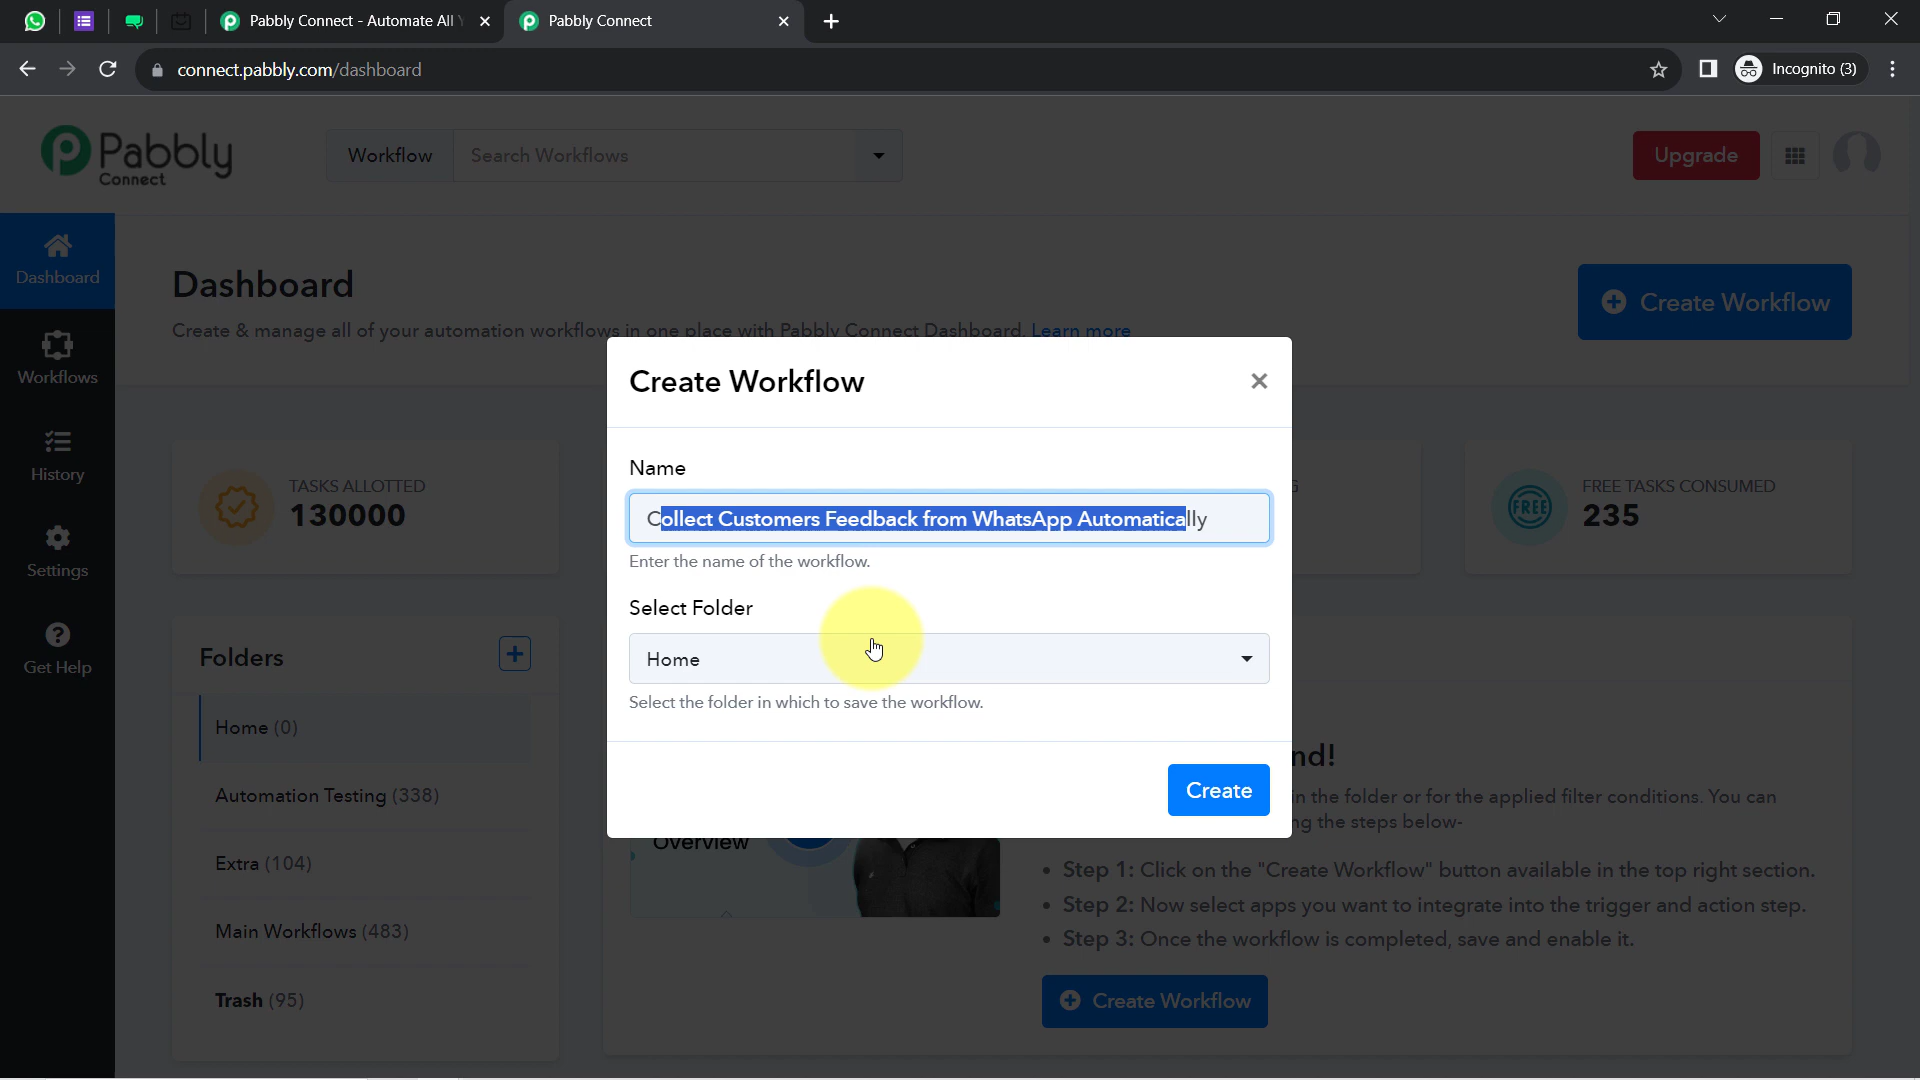 Pabbly Connect - Automate All
Pabbly Connect
connect.pabbly.com/dashboard
Incognito (3)
Pabbly
Connect
Workflow
Search Workflows
Upgrade
Dashboard
Workflows
History
Settings
Get Help
Dashboard
Create & manage all of your automation workflows in one place with Pabbly Connect Dashboard. Learn more
Create Workflow
TASKS ALLOTTED
130000
FREE TASKS CONSUMED
FREE
235
Create Workflow
Name
Collect Customers Feedback from WhatsApp Automatically
Enter the name of the workflow.
Select Folder
Home
Select the folder in which to save the workflow.
Create
Folders
Home (0)
Automation Testing (338)
Extra (104)
Main Workflows (483)
Trash (95)
Overview
nd!
in the folder or for the applied filter conditions. You can
ng the steps below-
• Step 1: Click on the "Create Workflow" button available in the top right section.
• Step 2: Now select apps you want to integrate into the trigger and action step.
• Step 3: Once the workflow is completed, save and enable it.
Create Workflow